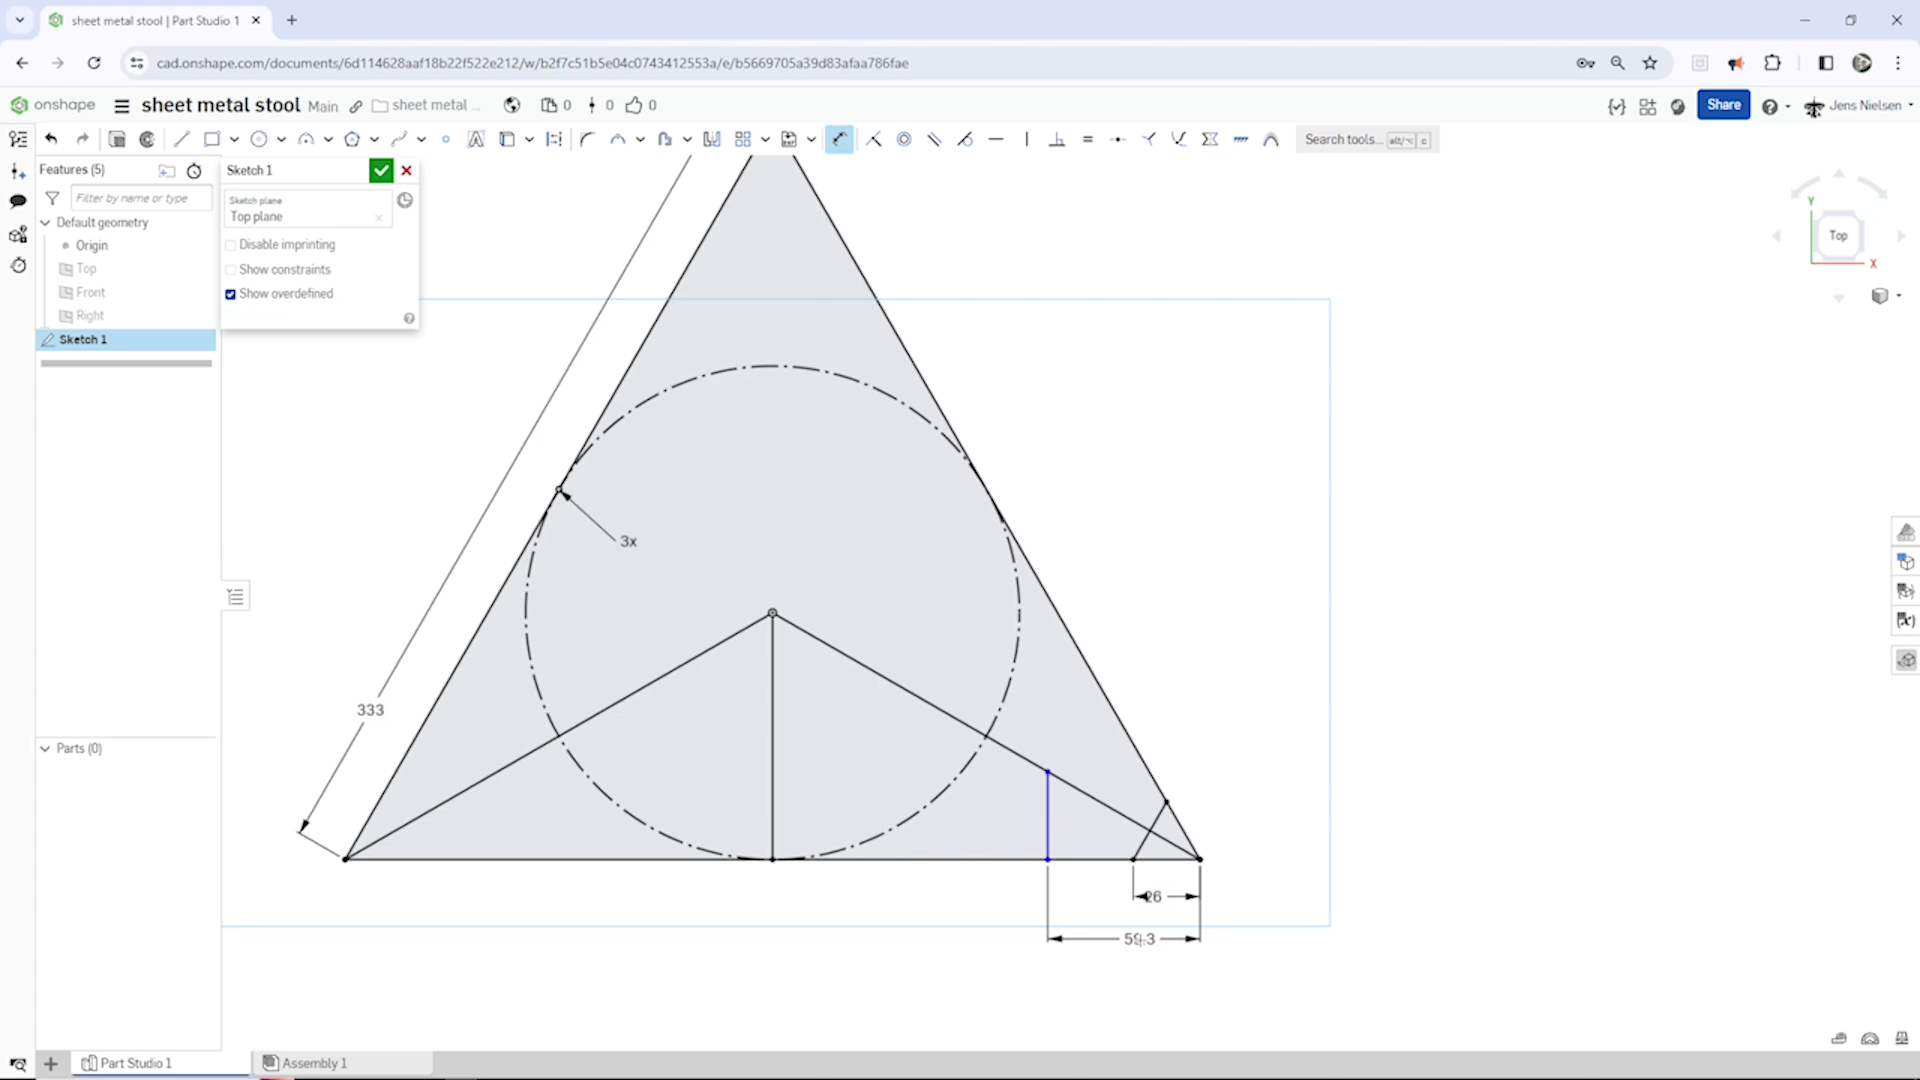 sheet metal stool | Part Studio 1
cad.onshape.com/documents/6d114628aaf18b22f522e212/w/b2f7c51b5e04c0743412553a/e/b5669705a39d83afaa786fae
onshape
sheet metal stool Main
sheet metal ...
0
0
0
Share
Jens Nielsen
Search tools... alt/⌥ c
Features (5)
Filter by name or type
Default geometry
Origin
Top
Front
Right
Sketch 1
Parts (0)
Sketch 1
Sketch plane
Top plane
Disable imprinting
Show constraints
Show overdefined
Y
Top
X
3x
333
26
59.3
Part Studio 1
Assembly 1